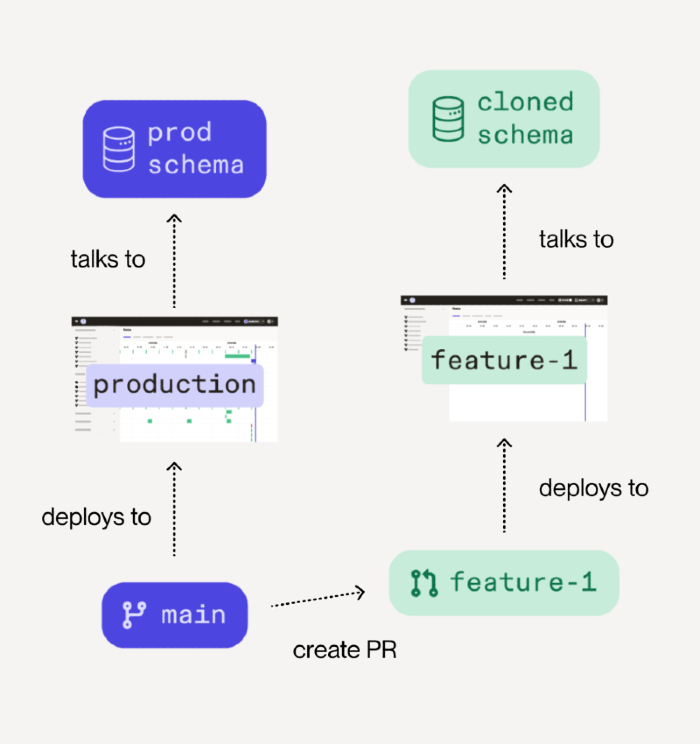 prod
schema
cloned
schema
talks to
talks to
production
feature-1
deploys to
deploys to
main
feature-1
create PR